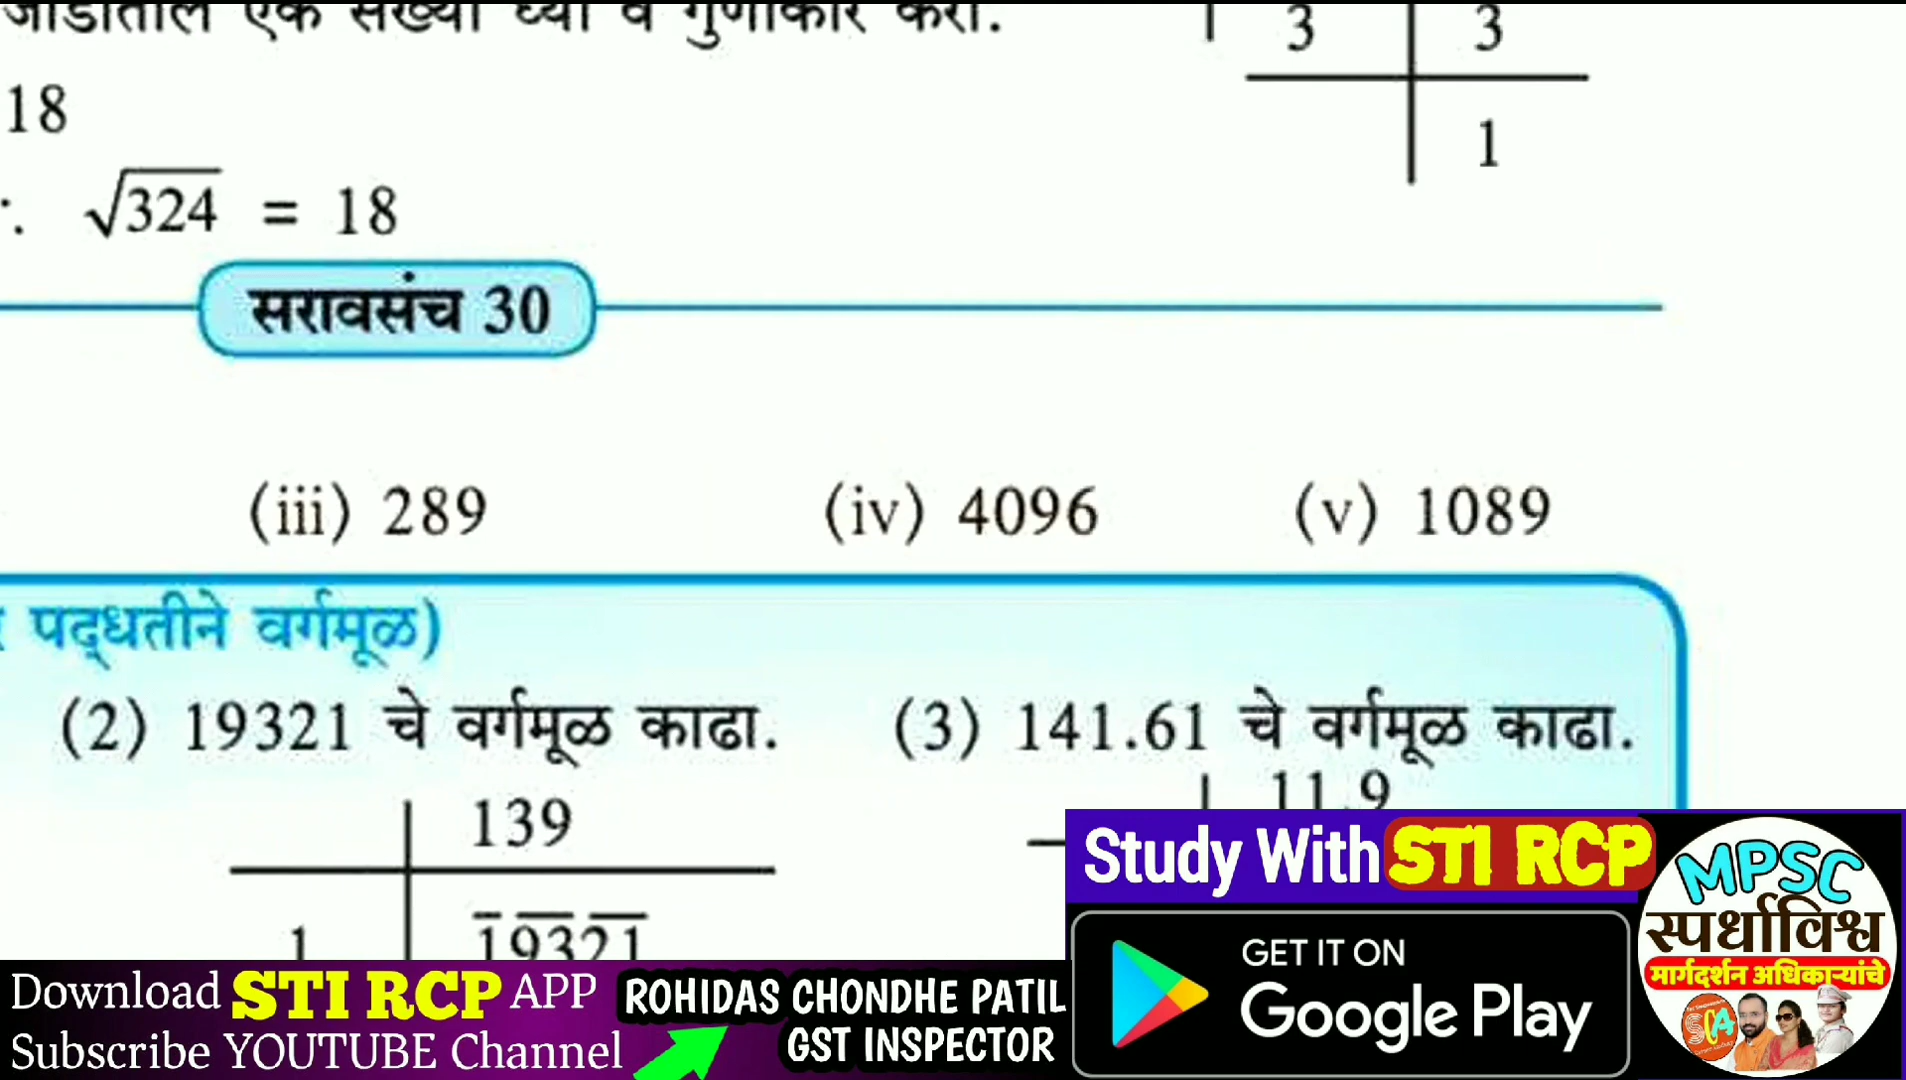 जोडीतील एक संख्या घ्या व गुणाकार करा.
3 3
18
1
∴ √324 = 18
सरावसंच 30
(iii) 289 (iv) 4096 (v) 1089
पद्धतीने वर्गमूळ)
(2) 19321 चे वर्गमूळ काढा. (3) 141.61 चे वर्गमूळ काढा.
139 11.9
1 19321
Study With STI RCP
GET IT ON
Google Play
MPSC
स्पर्धाविश्व
मार्गदर्शन अधिकाऱ्यांचे
Download STI RCP APP
Subscribe YOUTUBE Channel
ROHIDAS CHONDHE PATIL
GST INSPECTOR